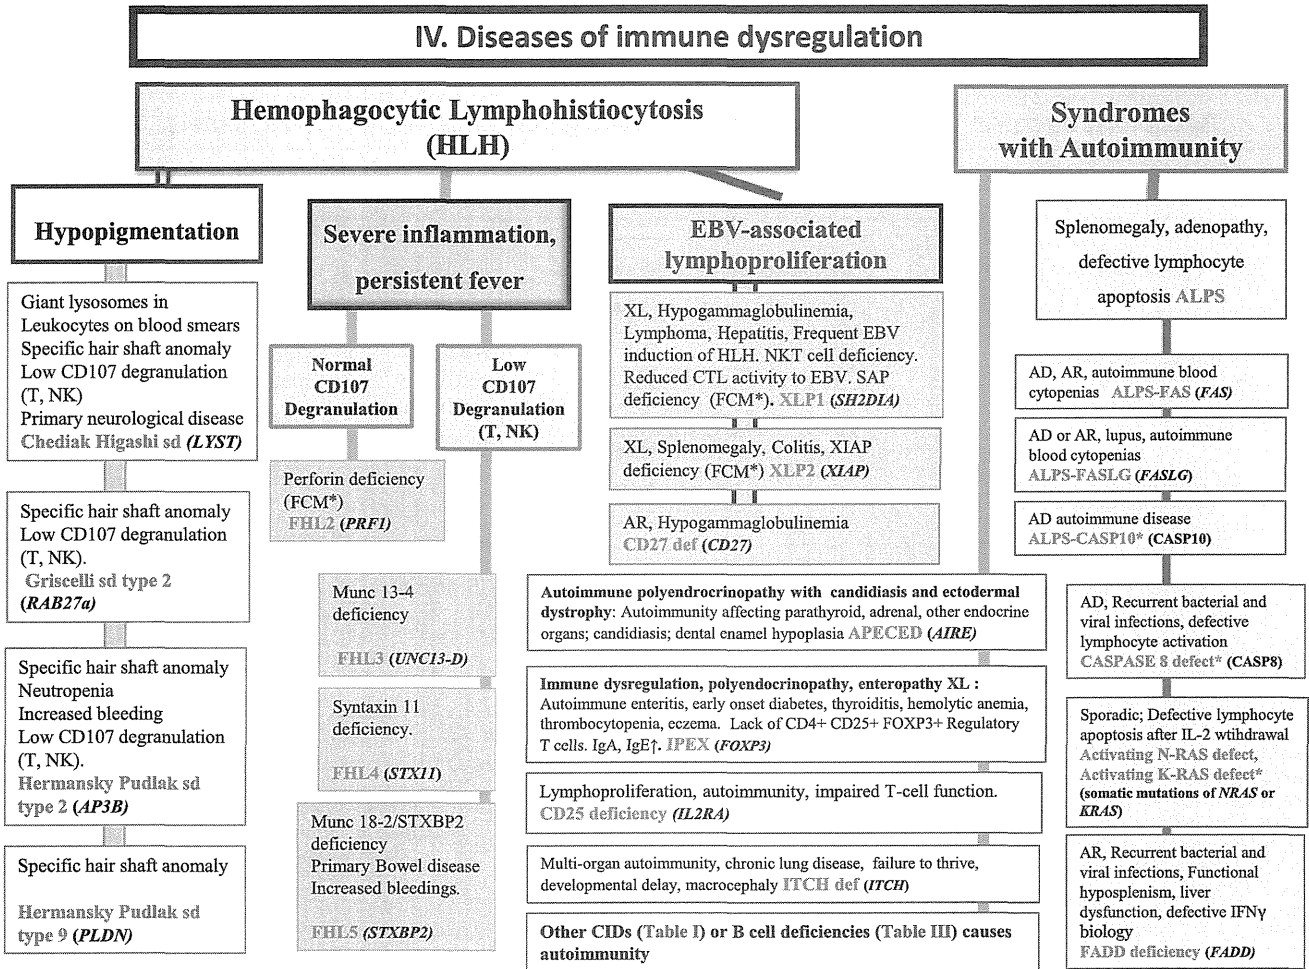 IV. Diseases of immune dysregulation
Hemophagocytic Lymphohistiocytosis
(HLH)
Hypopigmentation
Giant lysosomes in
Leukocytes on blood smears
Specific hair shaft anomaly
Low CD107 degranulation
(T, NK)
Primary neurological disease
Chediak Higashi sd (LYST)
Specific hair shaft anomaly
Low CD107 degranulation
(T, NK).
Griscelli sd type 2
(RAB27a)
Specific hair shaft anomaly
Neutropenia
Increased bleeding
Low CD107 degranulation
(T, NK).
Hermansky Pudlak sd
type 2 (AP3B)
Specific hair shaft anomaly
Hermansky Pudlak sd
type 9 (PLDN)
Severe inflammation,
persistent fever
Normal
CD107
Degranulation
Perforin deficiency
(FCM*)
FHL2 (PRF1)
Low
CD107
Degranulation
(T, NK)
Munc 13-4
deficiency
FHL3 (UNC13-D)
Syntaxin 11
deficiency.
FHL4 (STX11)
Munc 18-2/STXBP2
deficiency
Primary Bowel disease
Increased bleedings.
FHL5 (STXBP2)
EBV-associated
lymphoproliferation
XL, Hypogammaglobulinemia,
Lymphoma, Hepatitis, Frequent EBV
induction of HLH. NKT cell deficiency.
Reduced CTL activity to EBV. SAP
deficiency (FCM*). XLP1 (SH2D1A)
XL, Splenomegaly, Colitis, XIAP
deficiency (FCM*) XLP2 (XIAP)
AR, Hypogammaglobulinemia
CD27 def (CD27)
Syndromes
with Autoimmunity
Autoimmune polyendrocrinopathy with candidiasis and ectodermal
dystrophy: Autoimmunity affecting parathyroid, adrenal, other endocrine
organs; candidiasis; dental enamel hypoplasia APECED (AIRE)
Immune dysregulation, polyendocrinopathy, enteropathy XL :
Autoimmune enteritis, early onset diabetes, thyroiditis, hemolytic anemia,
thrombocytopenia, eczema. Lack of CD4+ CD25+ FOXP3+ Regulatory
T cells. IgA, IgE↑. IPEX (FOXP3)
Lymphoproliferation, autoimmunity, impaired T-cell function.
CD25 deficiency (IL2RA)
Multi-organ autoimmunity, chronic lung disease, failure to thrive,
developmental delay, macrocephaly ITCH def (ITCH)
Other CIDs (Table I) or B cell deficiencies (Table III) causes
autoimmunity
Splenomegaly, adenopathy,
defective lymphocyte
apoptosis ALPS
AD, AR, autoimmune blood
cytopenias ALPS-FAS (FAS)
AD or AR, lupus, autoimmune
blood cytopenias
ALPS-FASLG (FASLG)
AD autoimmune disease
ALPS-CASP10* (CASP10)
AD, Recurrent bacterial and
viral infections, defective
lymphocyte activation
CASPASE 8 defect* (CASP8)
Sporadic; Defective lymphocyte
apoptosis after IL-2 wtihdrawal
Activating N-RAS defect,
Activating K-RAS defect*
(somatic mutations of NRAS or
KRAS)
AR, Recurrent bacterial and
viral infections, Functional
hyposplenism, liver
dysfunction, defective IFNγ
biology
FADD deficiency (FADD)